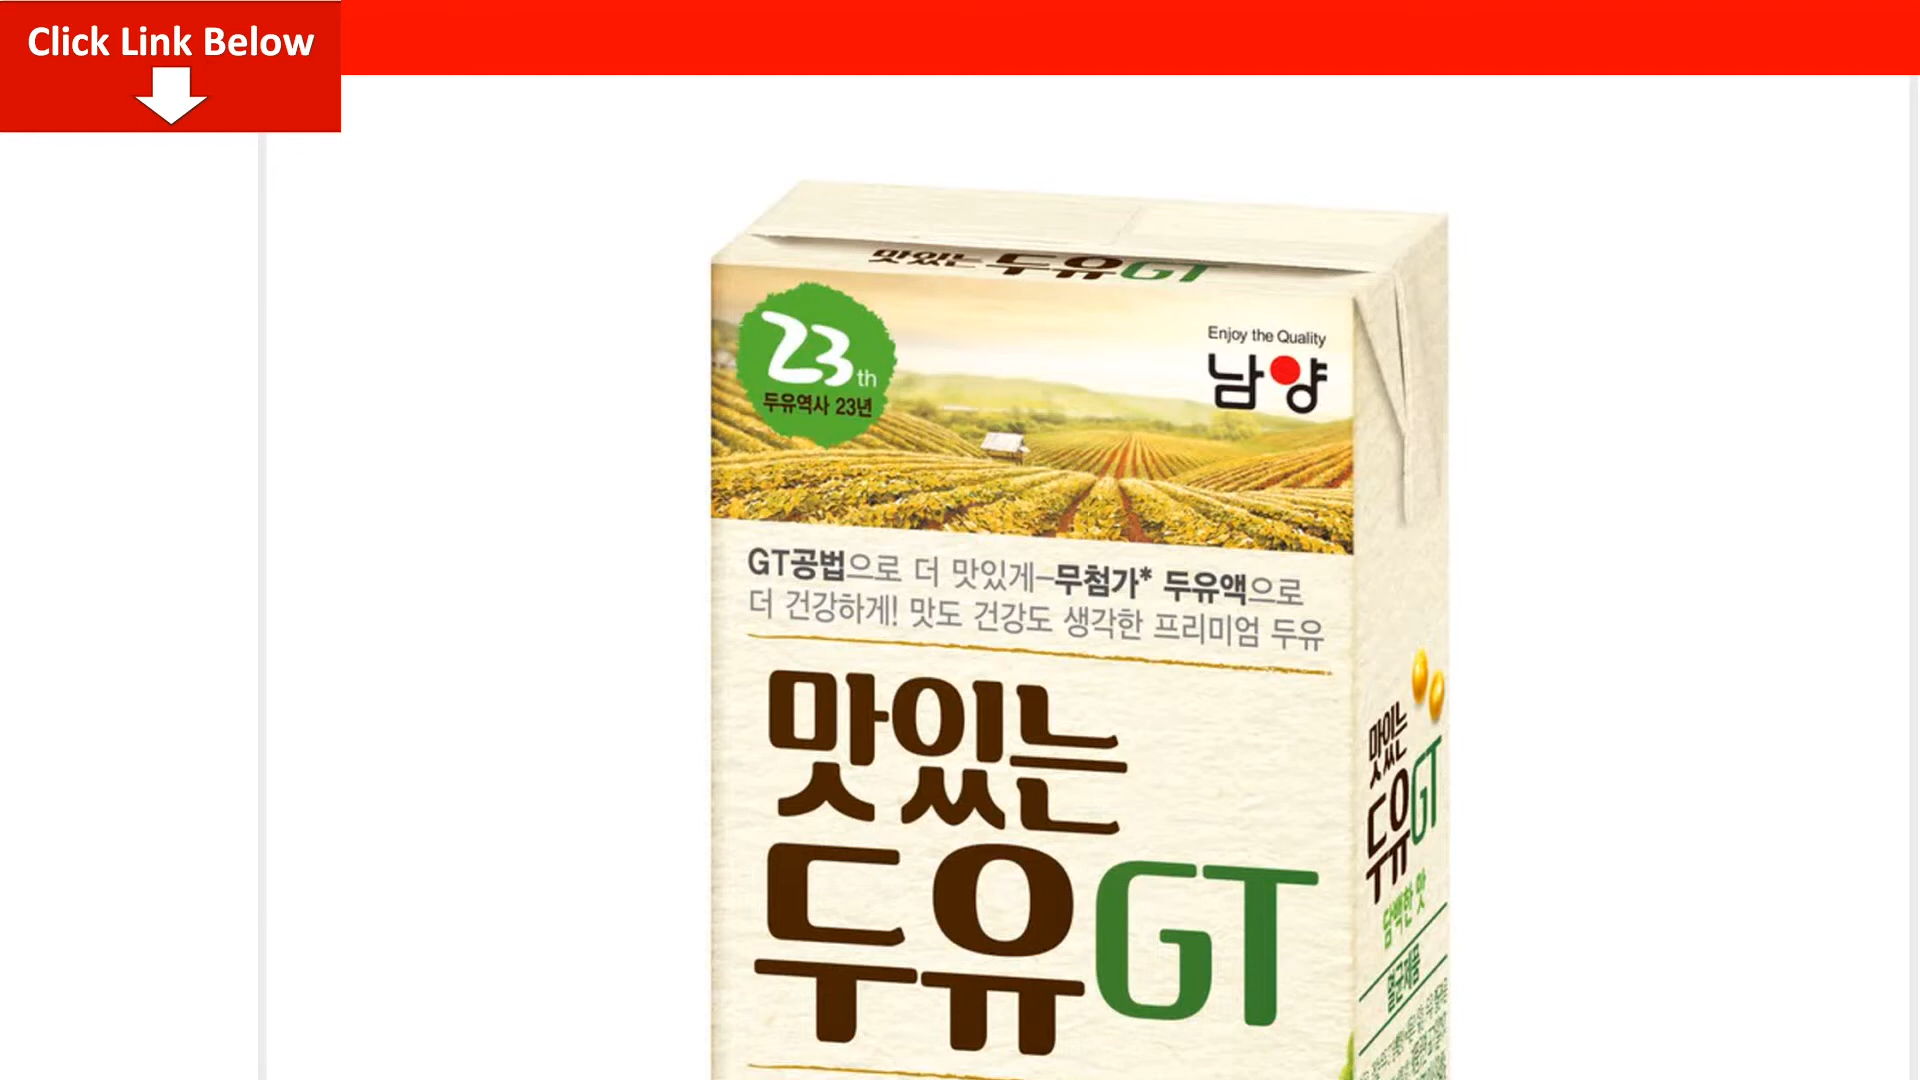 Click Link Below
맛있는 두유GT
23th
두유역사 23년
Enjoy the Quality
남양
GT공법으로 더 맛있게-무첨가* 두유액으로
더 건강하게! 맛도 건강도 생각한 프리미엄 두유
맛있는
두유GT
맛있는
두유GT
담백한 맛
멸균제품